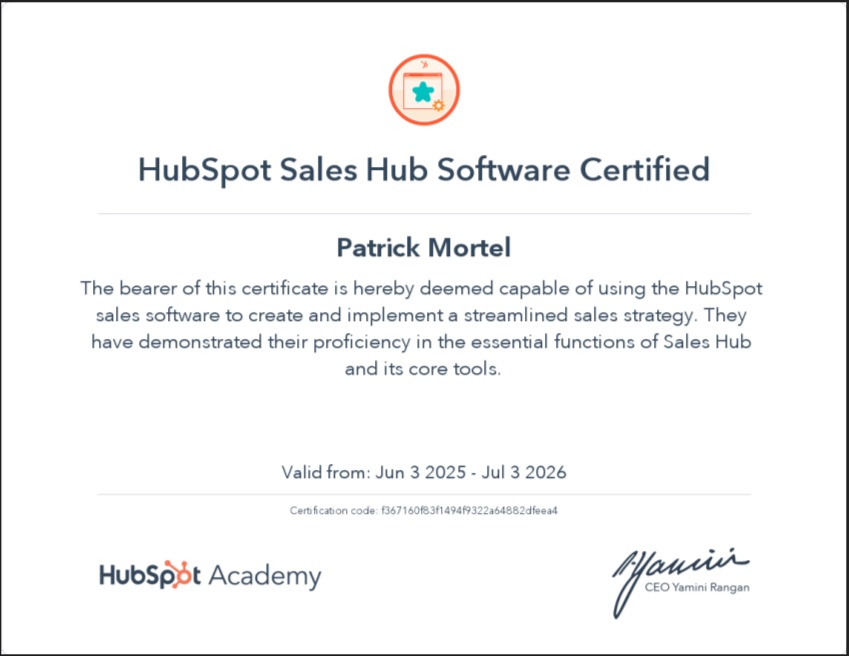 HubSpot Sales Hub Software Certified
Patrick Mortel
The bearer of this certificate is hereby deemed capable of using the HubSpot
sales software to create and implement a streamlined sales strategy. They
have demonstrated their proficiency in the essential functions of Sales Hub
and its core tools.
Valid from: Jun 3 2025 - Jul 3 2026
Certification code: f367160f83f1494f9322a64882dfeea4
HubSpot Academy
Yamini
CEO Yamini Rangan